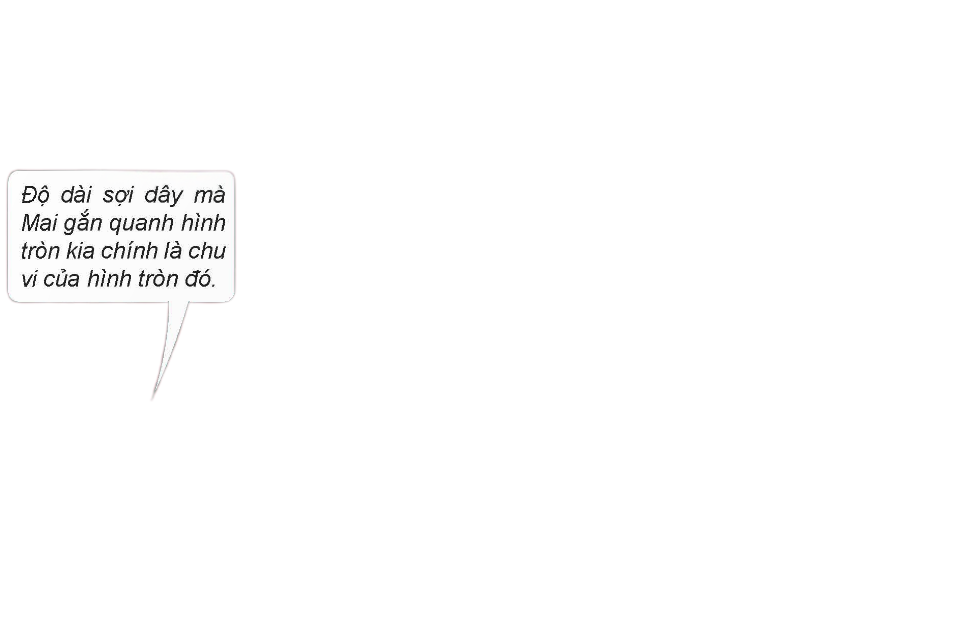 Độ dài sợi dây mà
Mai gắn quanh hình
tròn kia chính là chu
vi của hình tròn đó.